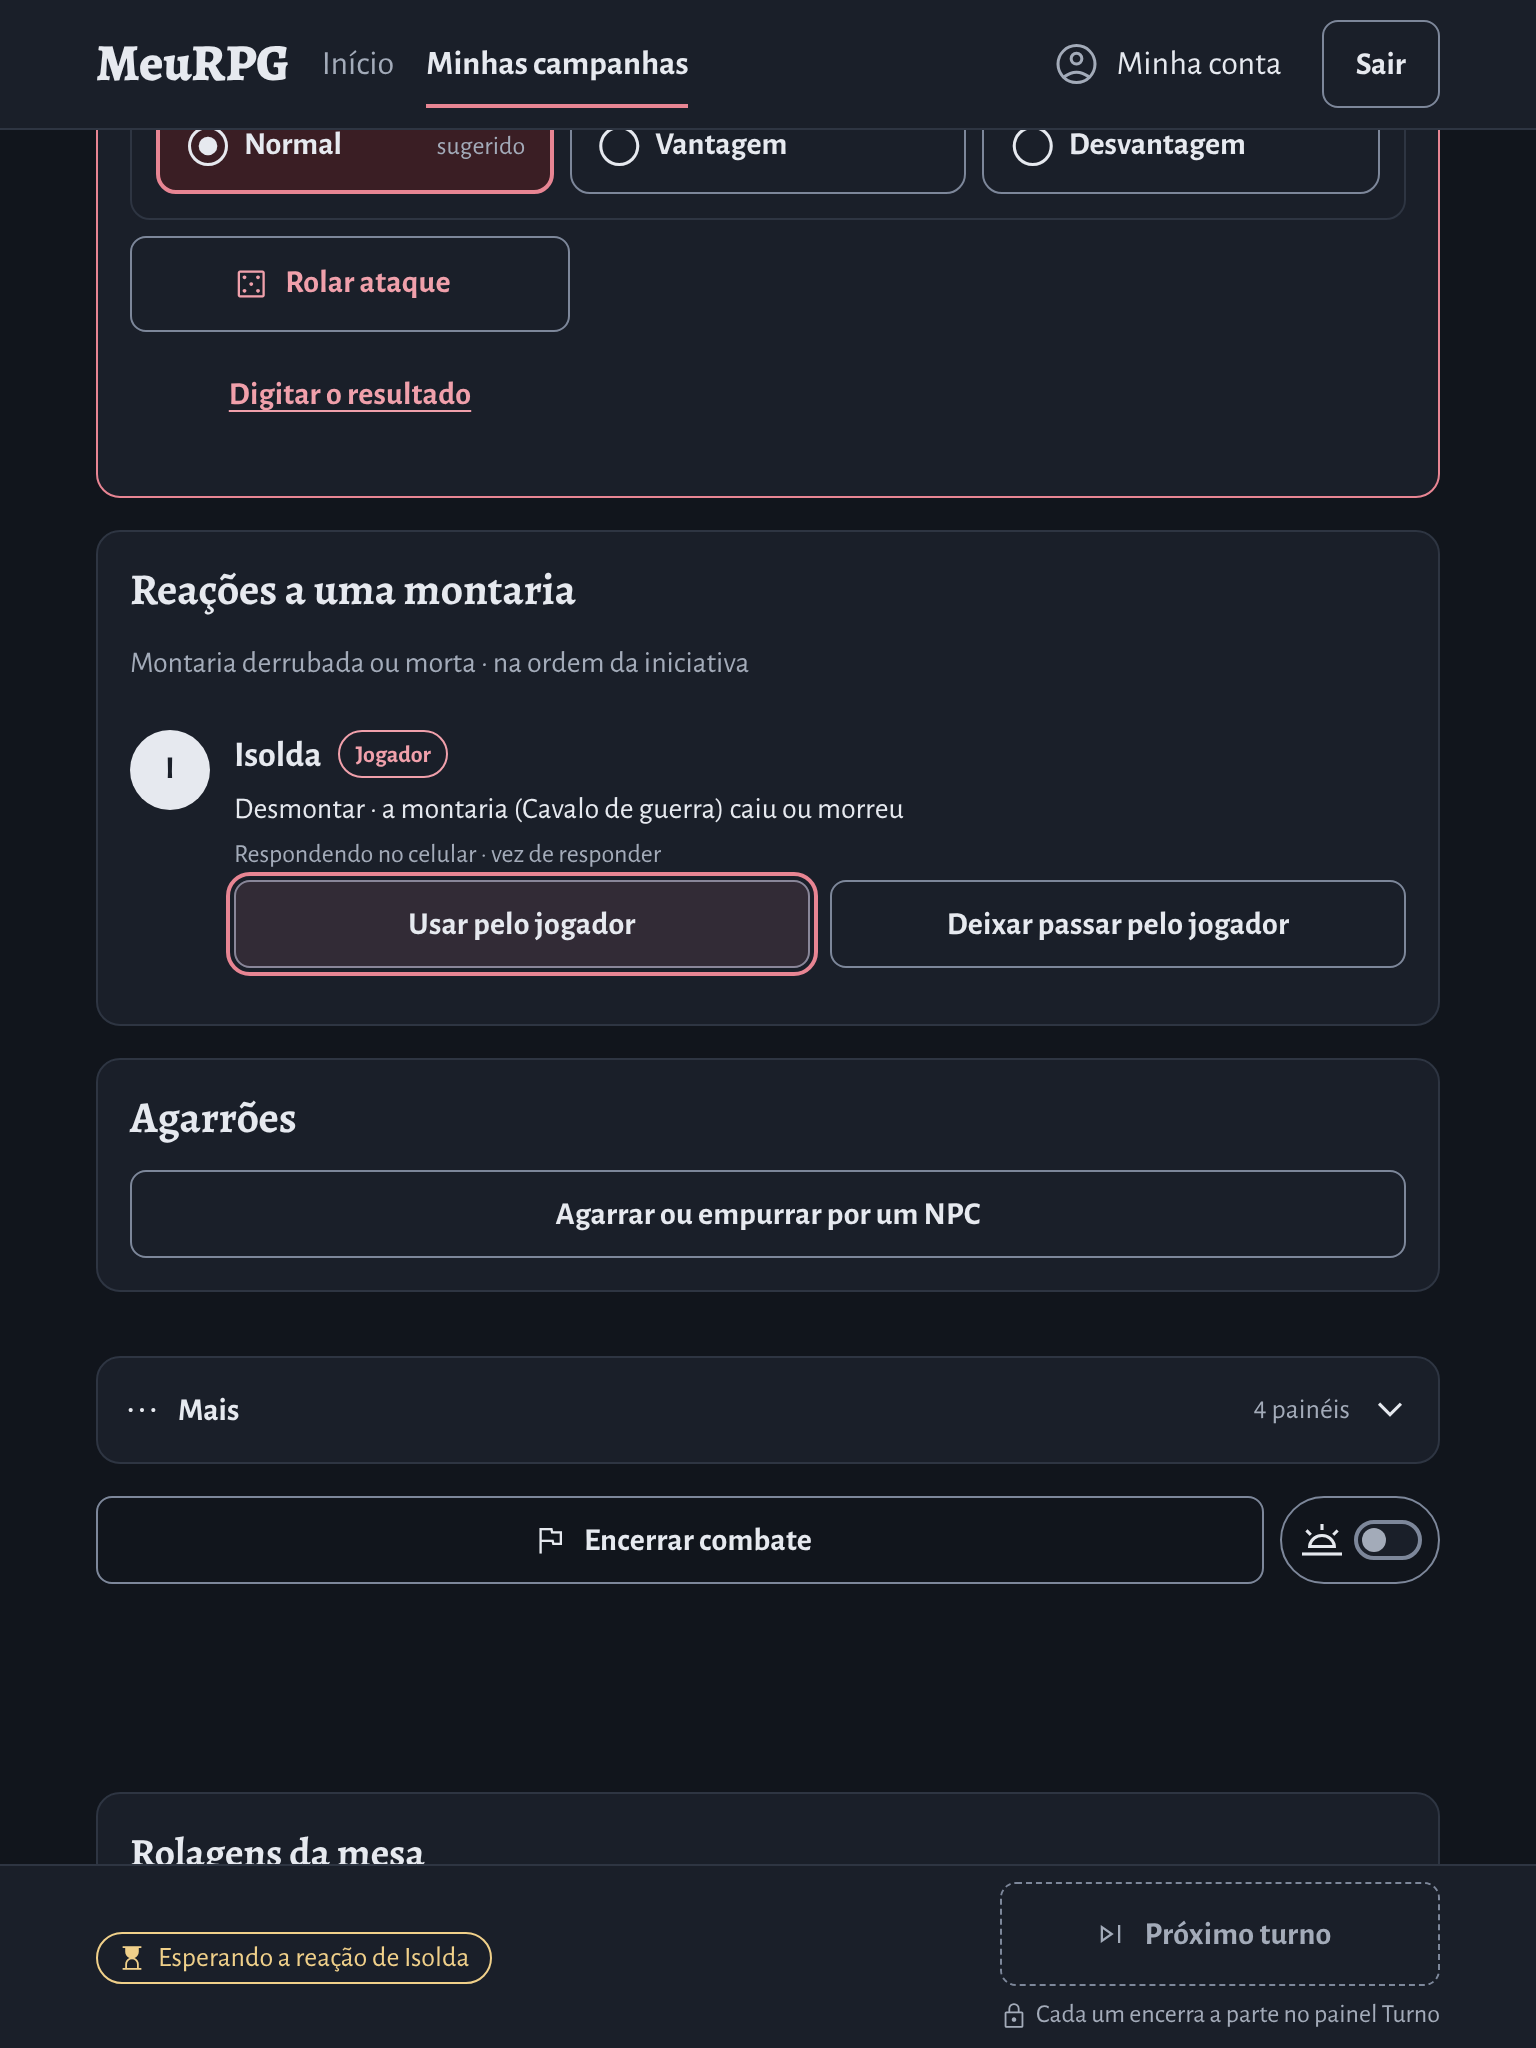 MeuRPG
Início
Minhas campanhas
Minha conta
Sair
Normal
sugerido
Vantagem
Desvantagem
Rolar ataque
Digitar o resultado
Reações a uma montaria
Montaria derrubada ou morta · na ordem da iniciativa
I
Isolda
Jogador
Desmontar · a montaria (Cavalo de guerra) caiu ou morreu
Respondendo no celular · vez de responder
Usar pelo jogador
Deixar passar pelo jogador
Agarrões
Agarrar ou empurrar por um NPC
Mais
4 painéis
Encerrar combate
Rolagens da mesa
Esperando a reação de Isolda
Próximo turno
Cada um encerra a parte no painel Turno